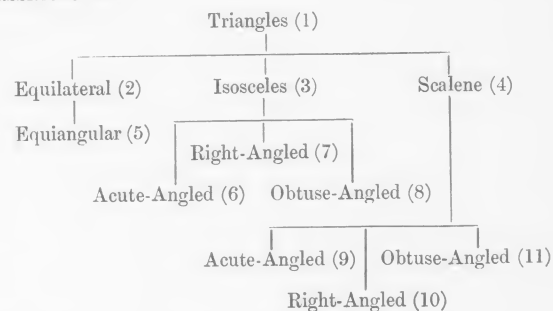 Triangles (1)
Equilateral (2) Isosceles (3) Scalene (4)
Equiangular (5)
Right-Angled (7)
Acute-Angled (6) Obtuse-Angled (8)
Acute-Angled (9) Obtuse-Angled (11)
Right-Angled (10)